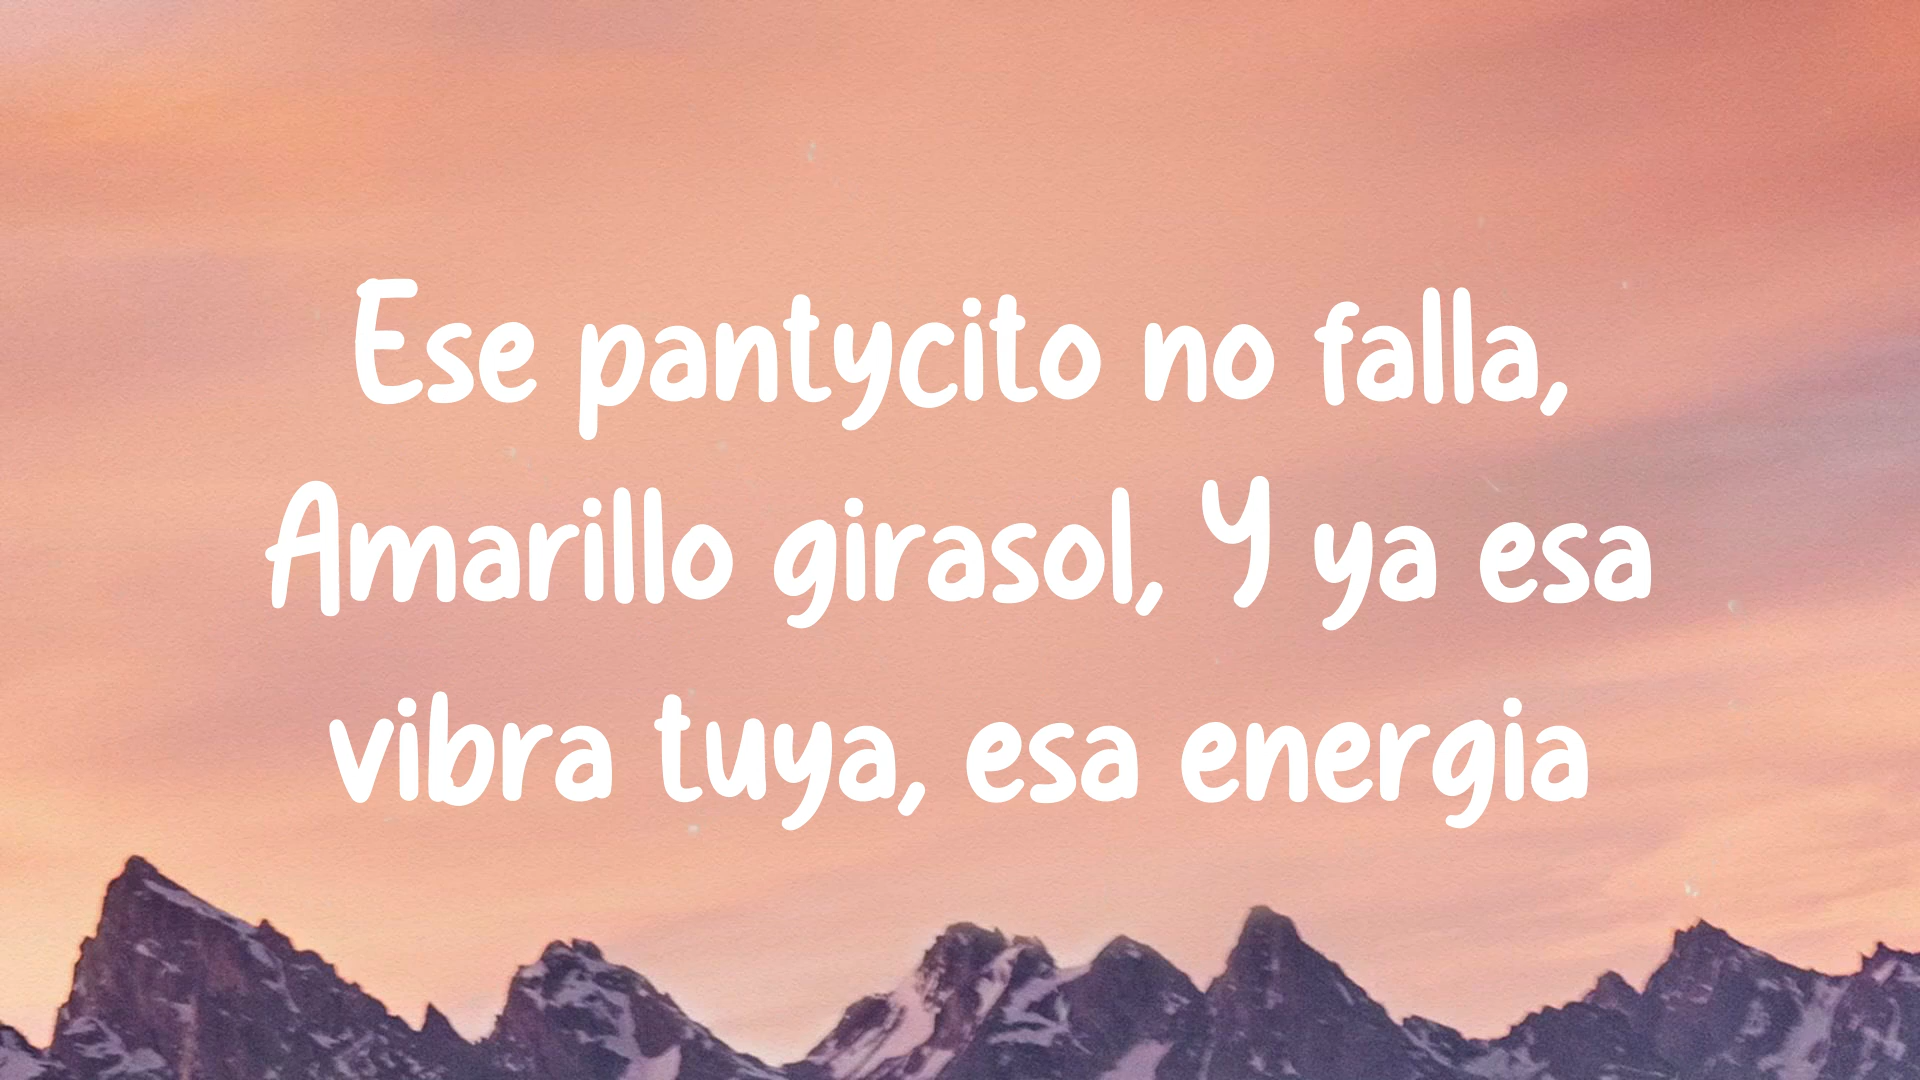 Ese pantycito no falla,
Amarillo girasol, Y ya esa
vibra tuya, esa energia